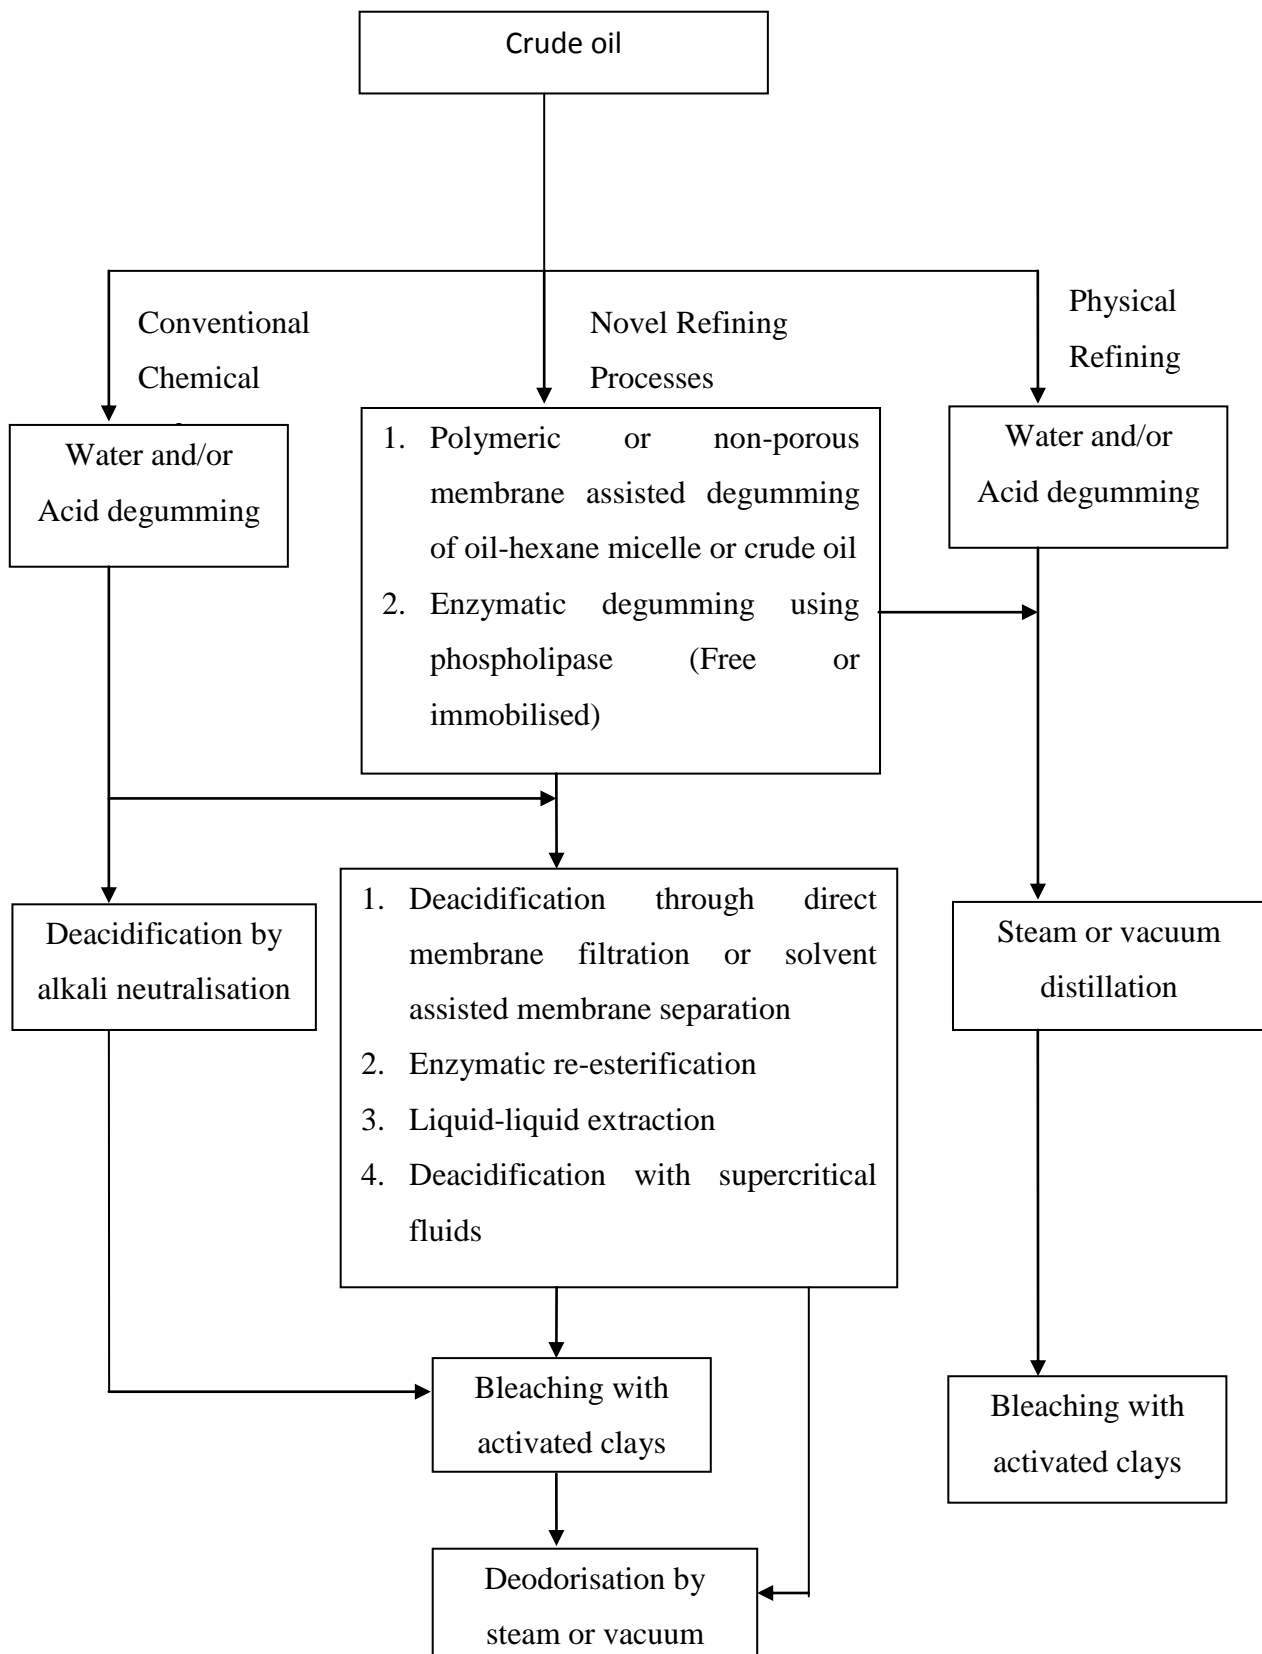 Crude oil
Conventional
Chemical
Novel Refining
Processes
Physical
Refining
Water and/or
Acid degumming
1. Polymeric or non-porous
membrane assisted degumming
of oil-hexane micelle or crude oil
2. Enzymatic degumming using
phospholipase (Free or
immobilised)
Water and/or
Acid degumming
Deacidification by
alkali neutralisation
1. Deacidification through direct
membrane filtration or solvent
assisted membrane separation
2. Enzymatic re-esterification
3. Liquid-liquid extraction
4. Deacidification with supercritical
fluids
Steam or vacuum
distillation
Bleaching with
activated clays
Bleaching with
activated clays
Deodorisation by
steam or vacuum